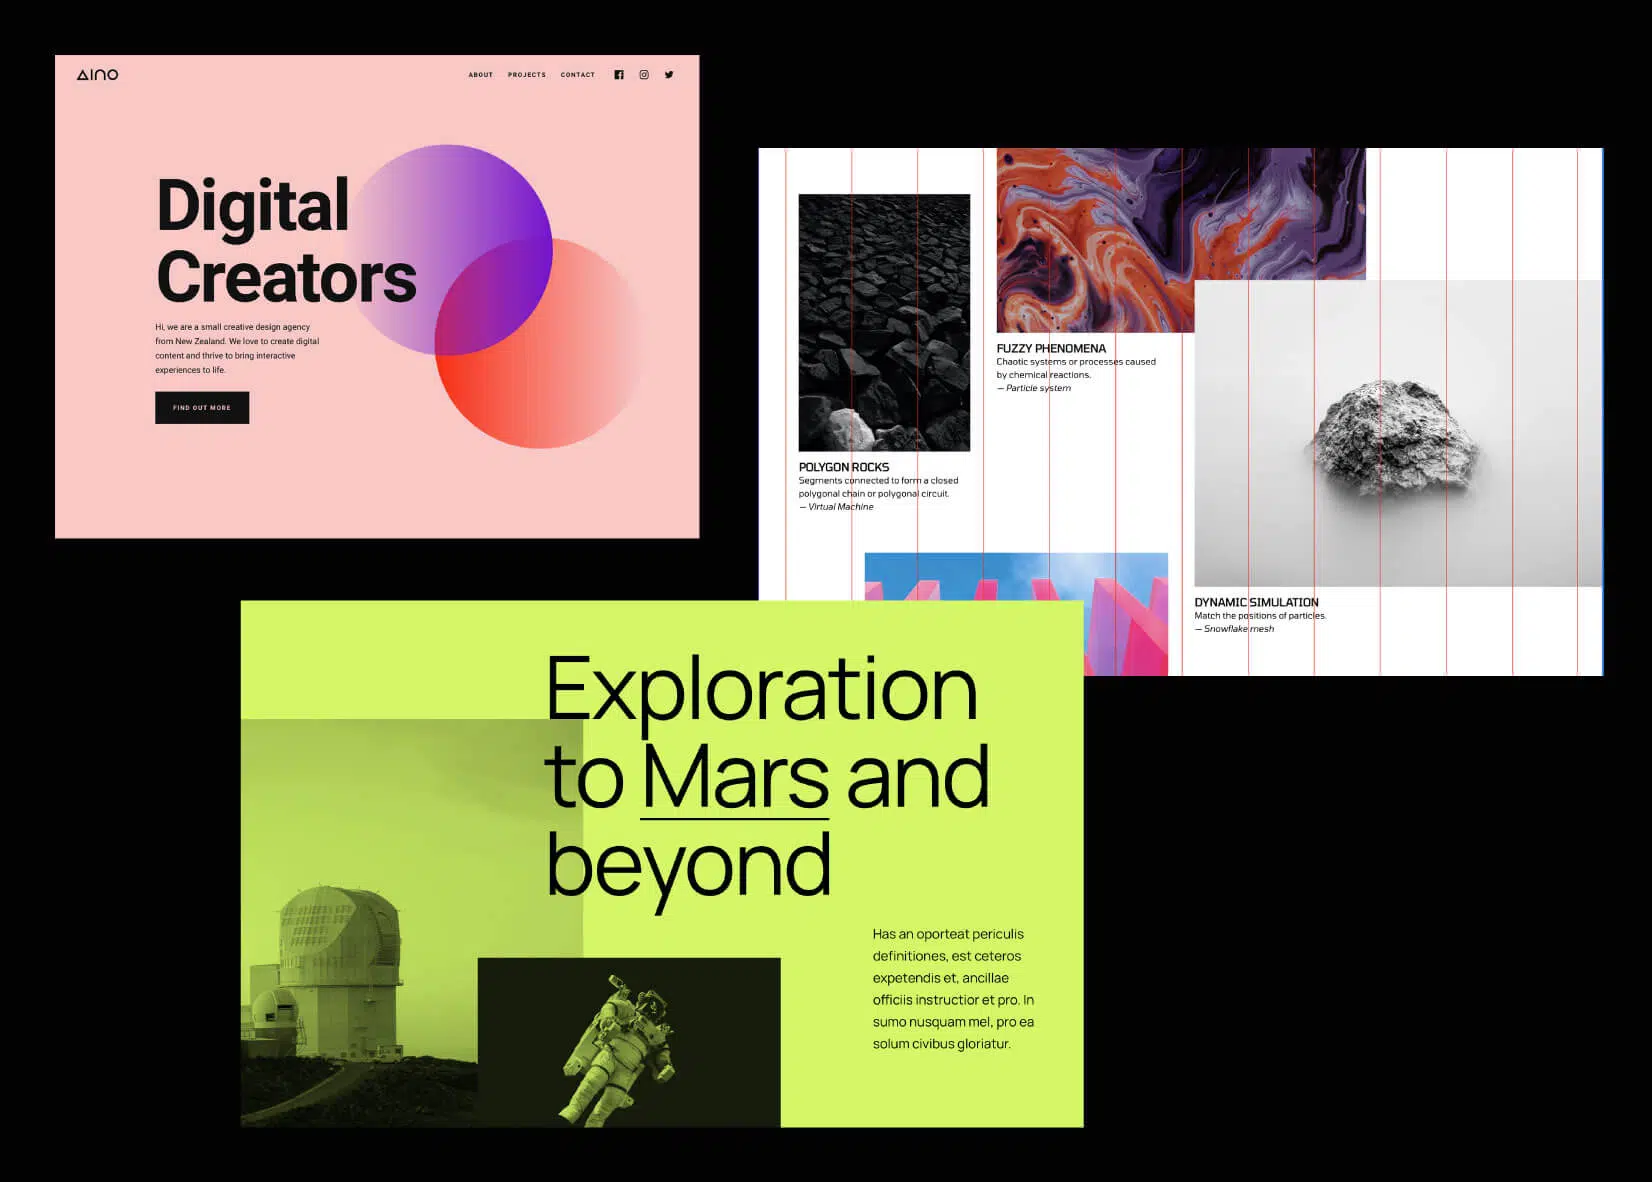 AINO
ABOUT PROJECTS CONTACT
Digital
Creators
Hi, we are a small creative design agency
from New Zealand. We love to create digital
content and thrive to bring interactive
experiences to life.
FIND OUT MORE
POLYGON ROCKS
Segments connected to form a closed
polygonal chain or polygonal circuit.
— Virtual Machine
FUZZY PHENOMENA
Chaotic systems or processes caused
by chemical reactions.
— Particle system
DYNAMIC SIMULATION
Match the positions of particles.
— Snowflake mesh
Exploration
to Mars and
beyond
Has an oporteat periculis
definitiones, est ceteros
expetendis et, ancillae
officiis instructior et pro. In
sumo nusquam mel, pro ea
solum civibus gloriatur.